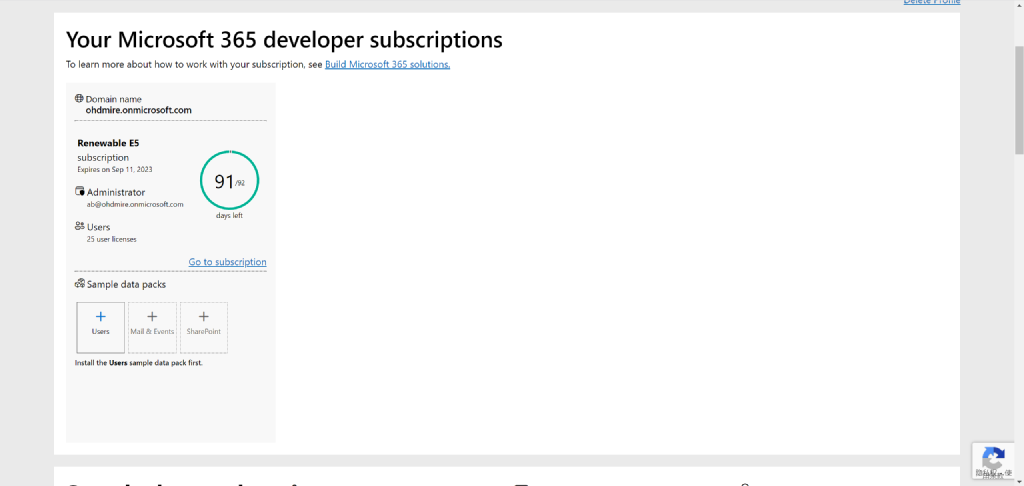 Delete Profile
Your Microsoft 365 developer subscriptions
To learn more about how to work with your subscription, see Build Microsoft 365 solutions.
Domain name
ohdmire.onmicrosoft.com
Renewable E5
subscription
Expires on Sep 11, 2023
91/92
days left
Administrator
ab@ohdmire.onmicrosoft.com
Users
25 user licenses
Go to subscription
Sample data packs
+ + +
Users Mail & Events SharePoint
Install the Users sample data pack first.